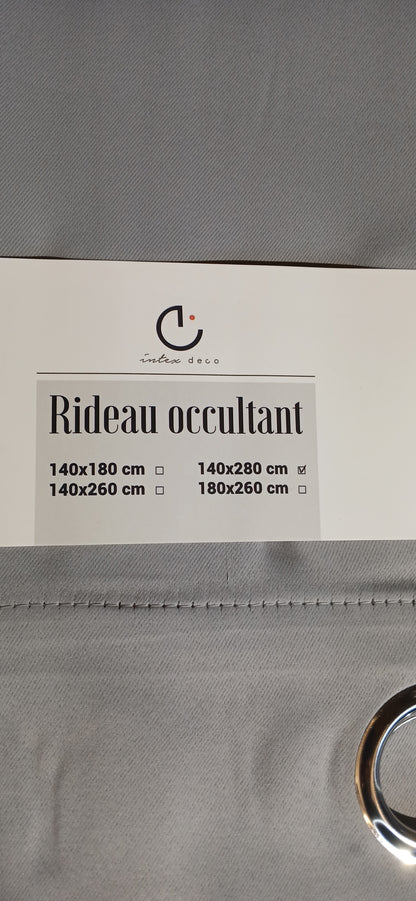 intex deco
Rideau occultant
140x180 cm ☐ 140x280 cm ☑
140x260 cm ☐ 180x260 cm ☐